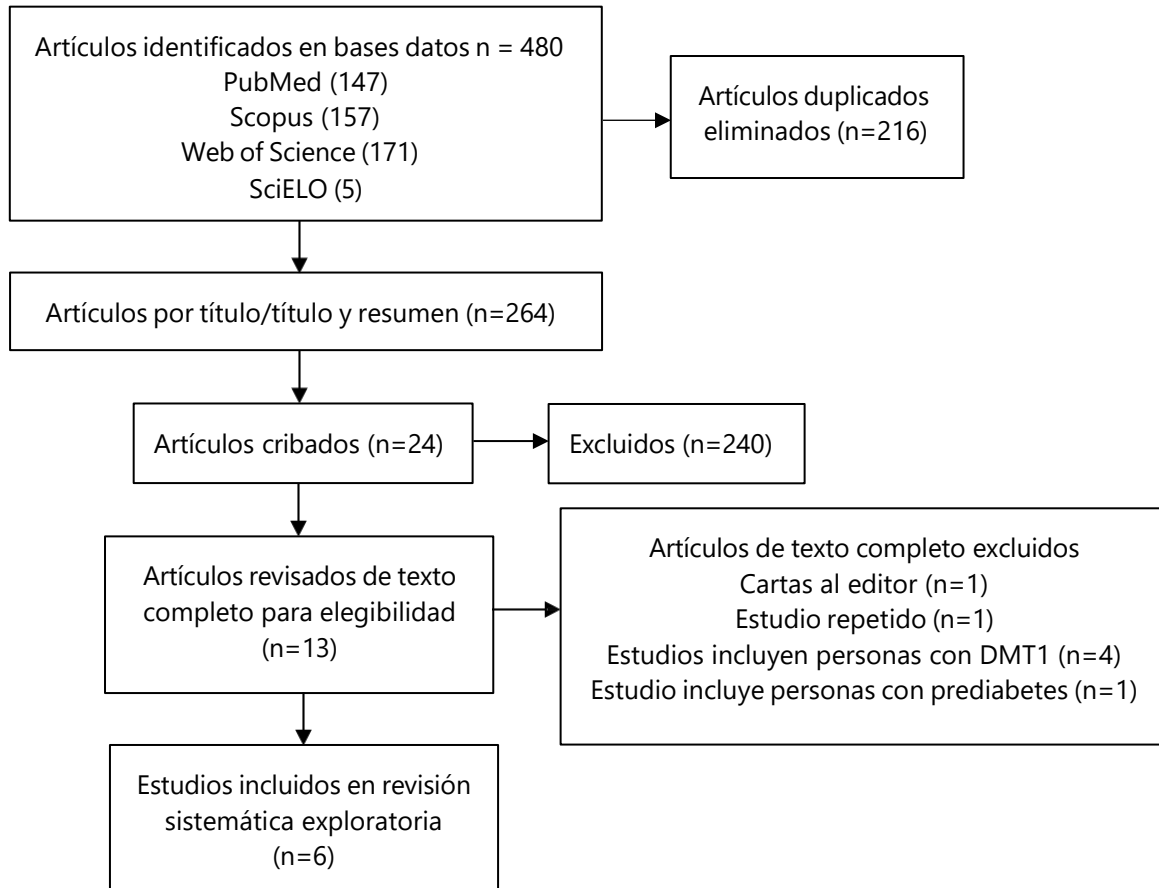 Artículos identificados en bases datos n = 480
PubMed (147)
Scopus (157)
Web of Science (171)
SciELO (5)
Artículos duplicados
eliminados (n=216)
Artículos por título/título y resumen (n=264)
Artículos cribados (n=24)
Excluidos (n=240)
Artículos revisados de texto
completo para elegibilidad
(n=13)
Artículos de texto completo excluidos
Cartas al editor (n=1)
Estudio repetido (n=1)
Estudios incluyen personas con DMT1 (n=4)
Estudio incluye personas con prediabetes (n=1)
Estudios incluidos en revisión
sistemática exploratoria
(n=6)